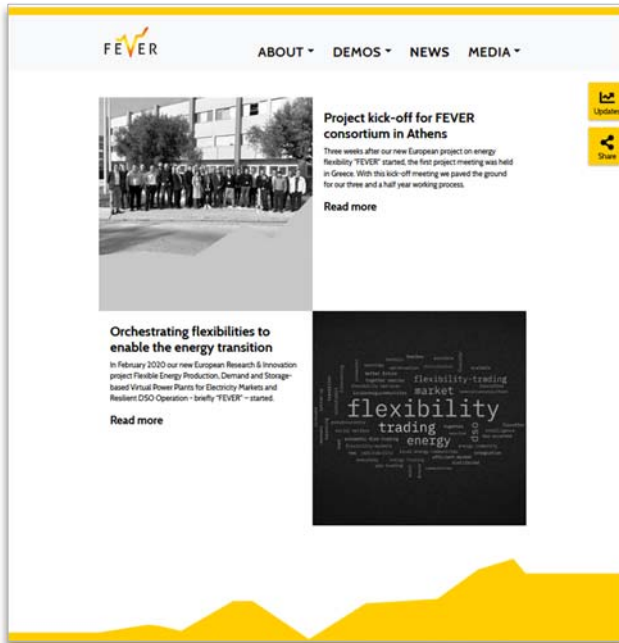 FEVER
ABOUT DEMOS NEWS MEDIA
Updates
Share
Project kick-off for FEVER
consortium in Athens
Three weeks after our new European project on energy
flexibility "FEVER" started, the first project meeting was held
in Greece. With this kick-off meeting we paved the ground
for our three and a half year working process.
Read more
Orchestrating flexibilities to
enable the energy transition
In February 2020 our new European Research & Innovation
project Flexible Energy Production, Demand and Storage-
based Virtual Power Plants for Electricity Markets and
Resilient DSO Operation - briefly "FEVER" – started.
Read more
flexibility-trading
market
flexibility
trading
energy
dso